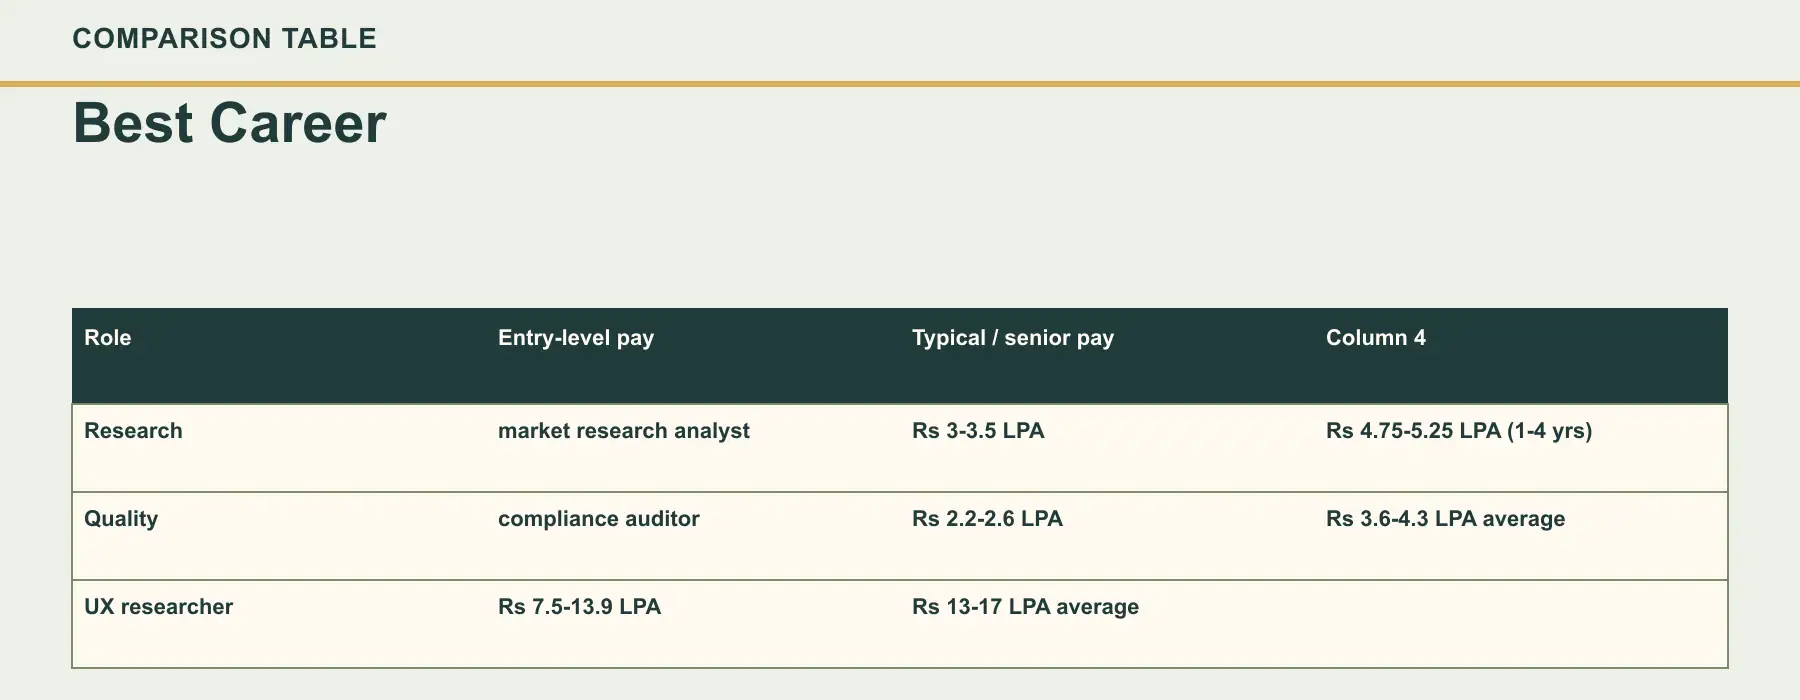 COMPARISON TABLE
Best Career
Role Entry-level pay Typical / senior pay Column 4
Research market research analyst Rs 3-3.5 LPA Rs 4.75-5.25 LPA (1-4 yrs)
Quality compliance auditor Rs 2.2-2.6 LPA Rs 3.6-4.3 LPA average
UX researcher Rs 7.5-13.9 LPA Rs 13-17 LPA average